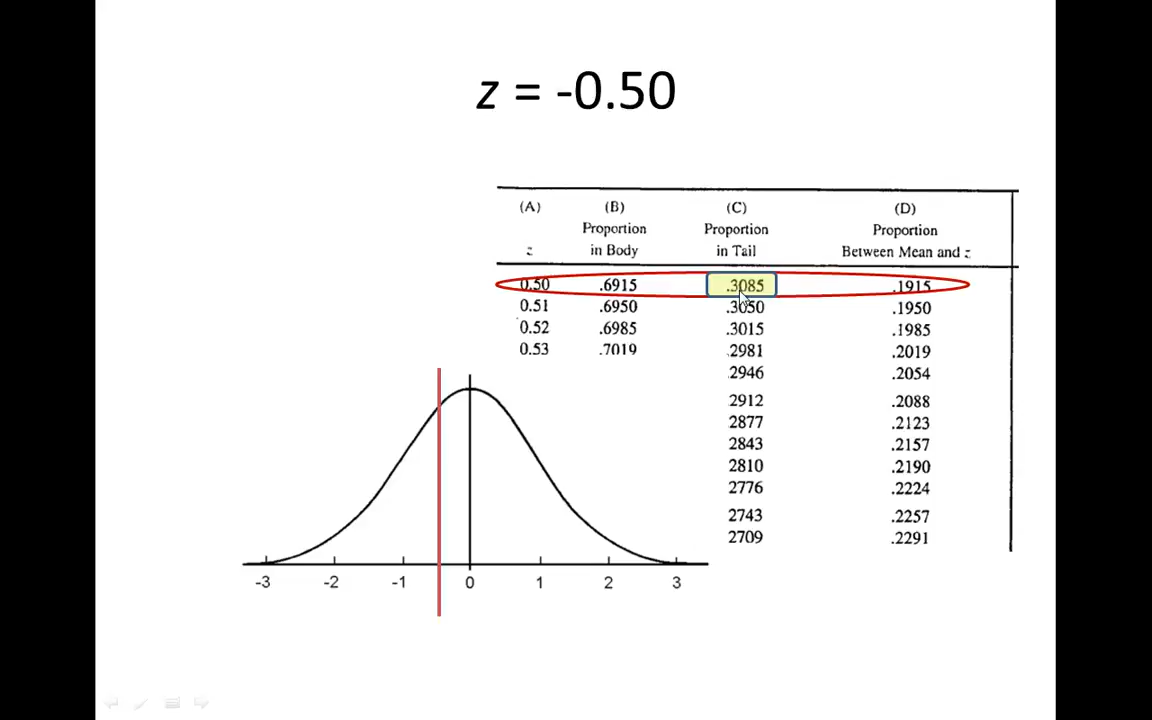 z = -0.50
(A) (B) (C) (D)
Proportion Proportion Proportion
z in Body in Tail Between Mean and z
0.50 .6915 .3085 .1915
0.51 .6950 .3050 .1950
0.52 .6985 .3015 .1985
0.53 .7019 .2981 .2019
.2946 .2054
2912 .2088
2877 .2123
2843 .2157
2810 .2190
2776 .2224
2743 .2257
2709 .2291
-3 -2 -1 0 1 2 3